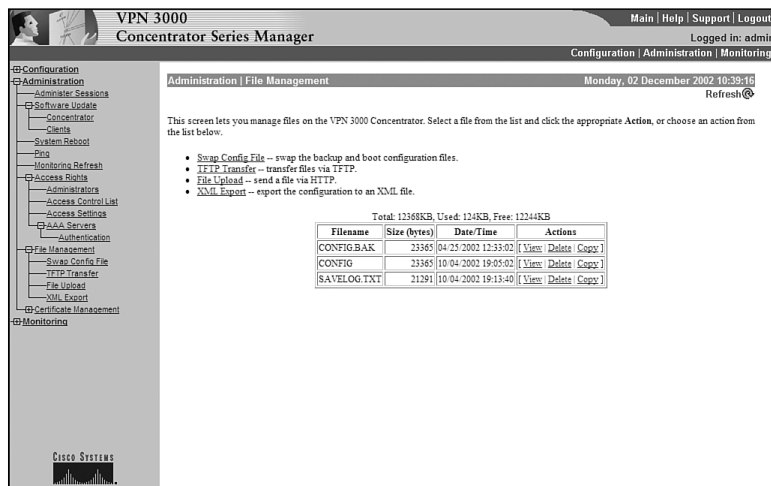 VPN 3000
Concentrator Series Manager
Main | Help | Support | Logout
Logged in: admin
Configuration | Administration | Monitoring
Configuration
Administration
Administer Sessions
Software Update
Concentrator
Clients
System Reboot
Ping
Monitoring Refresh
Access Rights
Administrators
Access Control List
Access Settings
AAA Servers
Authentication
File Management
Swap Config File
TFTP Transfer
File Upload
XML Export
Certificate Management
Monitoring
CISCO SYSTEMS
Administration | File Management
Monday, 02 December 2002 10:39:16
Refresh
This screen lets you manage files on the VPN 3000 Concentrator. Select a file from the list and click the appropriate Action, or choose an action from
the list below.
Swap Config File -- swap the backup and boot configuration files.
TFTP Transfer -- transfer files via TFTP.
File Upload -- send a file via HTTP.
XML Export -- export the configuration to an XML file.
Total: 12368KB, Used: 124KB, Free: 12244KB
Filename Size (bytes) Date/Time Actions
CONFIG.BAK 23365 04/25/2002 12:33:02 [ View | Delete | Copy ]
CONFIG 23365 10/04/2002 19:05:02 [ View | Delete | Copy ]
SAVELOG.TXT 21291 10/04/2002 19:13:40 [ View | Delete | Copy ]